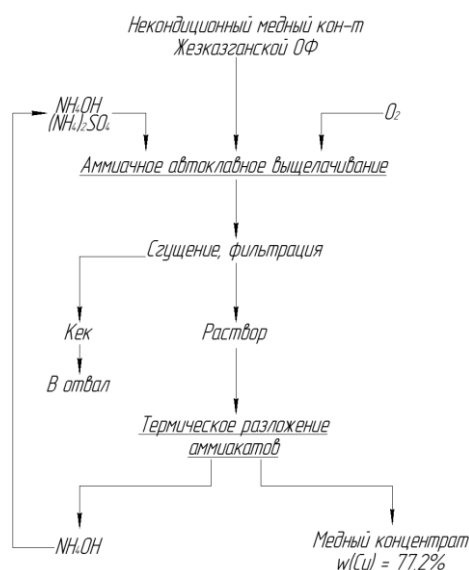 Некондиционный медный кон-т
Жезказганской ОФ
NH₄OH
(NH₄)₂SO₄
O₂
Аммиачное автоклавное выщелачивание
Сгущение, фильтрация
Кек
Раствор
В отвал
Термическое разложение
аммиакатов
NH₄OH
Медный концентрат
w(Cu) = 77.2%